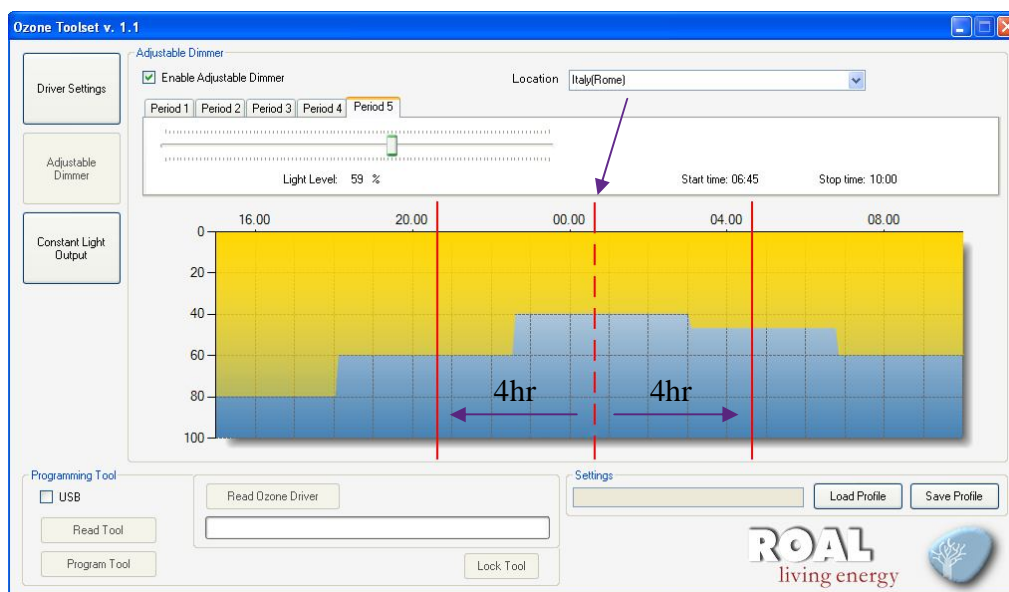 Ozone Toolset v. 1.1
Driver Settings
Adjustable Dimmer
Constant Light Output
Adjustable Dimmer
Enable Adjustable Dimmer
Location Italy(Rome)
Period 1 Period 2 Period 3 Period 4 Period 5
Light Level: 59 % Start time: 06:45 Stop time: 10:00
16.00 20.00 00.00 04.00 08.00
0
20
40
60
80
100
4hr 4hr
Programming Tool
USB
Read Tool
Program Tool
Read Ozone Driver
Lock Tool
Settings
Load Profile Save Profile
ROAL
living energy